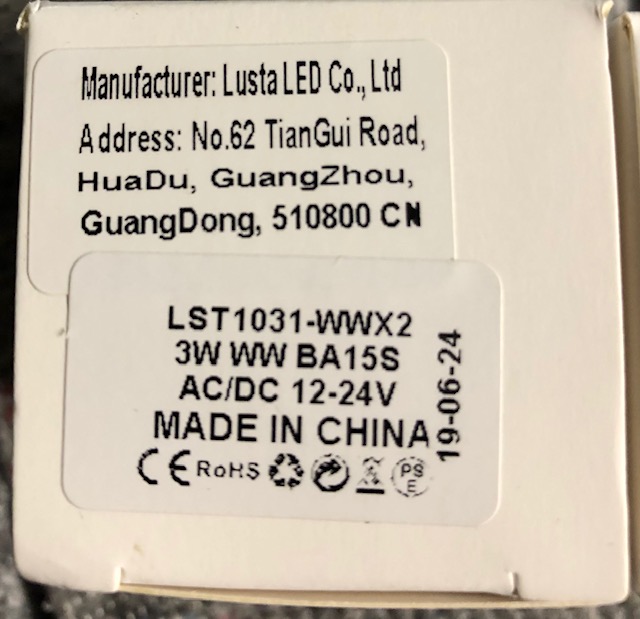 Manufacturer: Lusta LED Co., Ltd
Address: No.62 TianGui Road,
HuaDu, GuangZhou,
GuangDong, 510800 CN
LST1031-WWX2
3W WW BA15S
AC/DC 12-24V
MADE IN CHINA
19-06-24
CE RoHS PS E